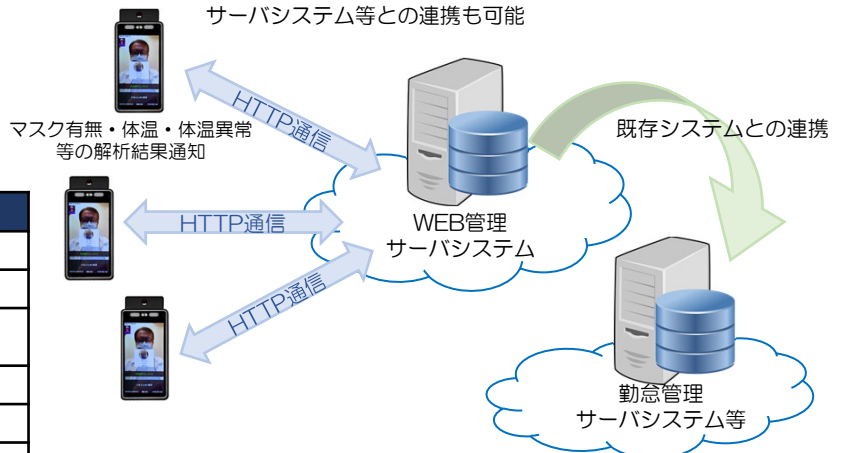 サーバシステム等との連携も可能
HTTP通信
マスク有無・体温・体温異常
等の解析結果通知
既存システムとの連携
HTTP通信
WEB管理
サーバシステム
HTTP通信
勤怠管理
サーバシステム等